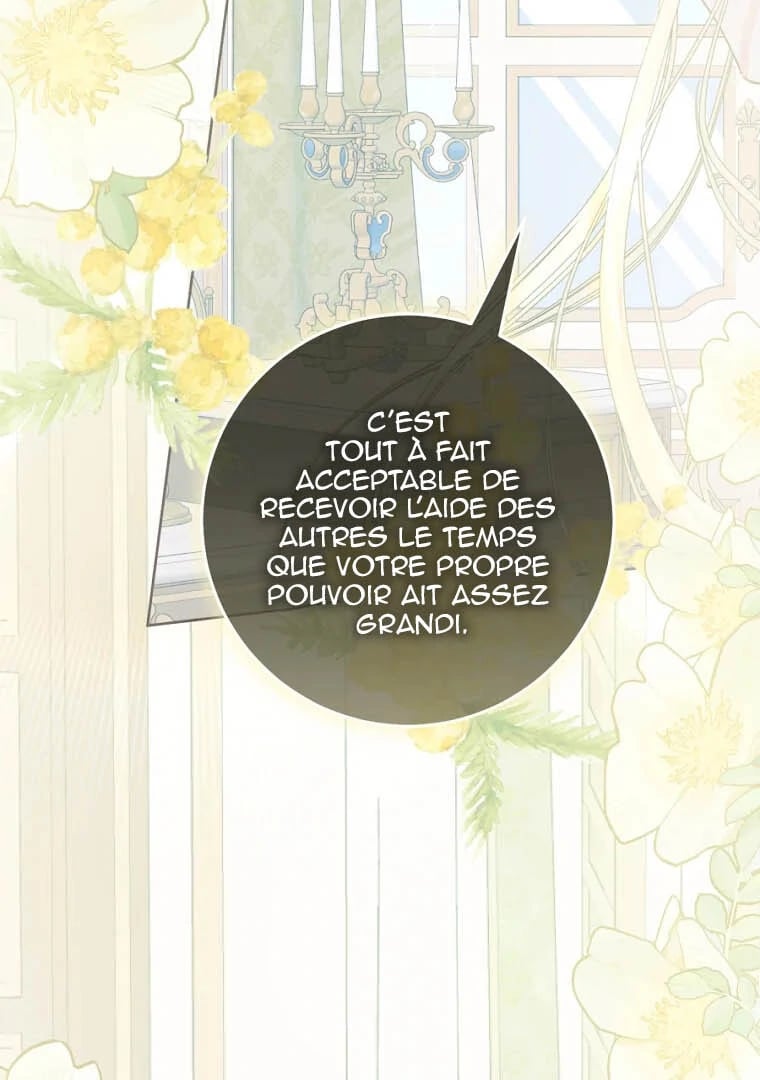 C'EST
TOUT À FAIT
ACCEPTABLE DE
RECEVOIR L'AIDE DES
AUTRES LE TEMPS
QUE VOTRE PROPRE
POUVOIR AIT ASSEZ
GRANDI.